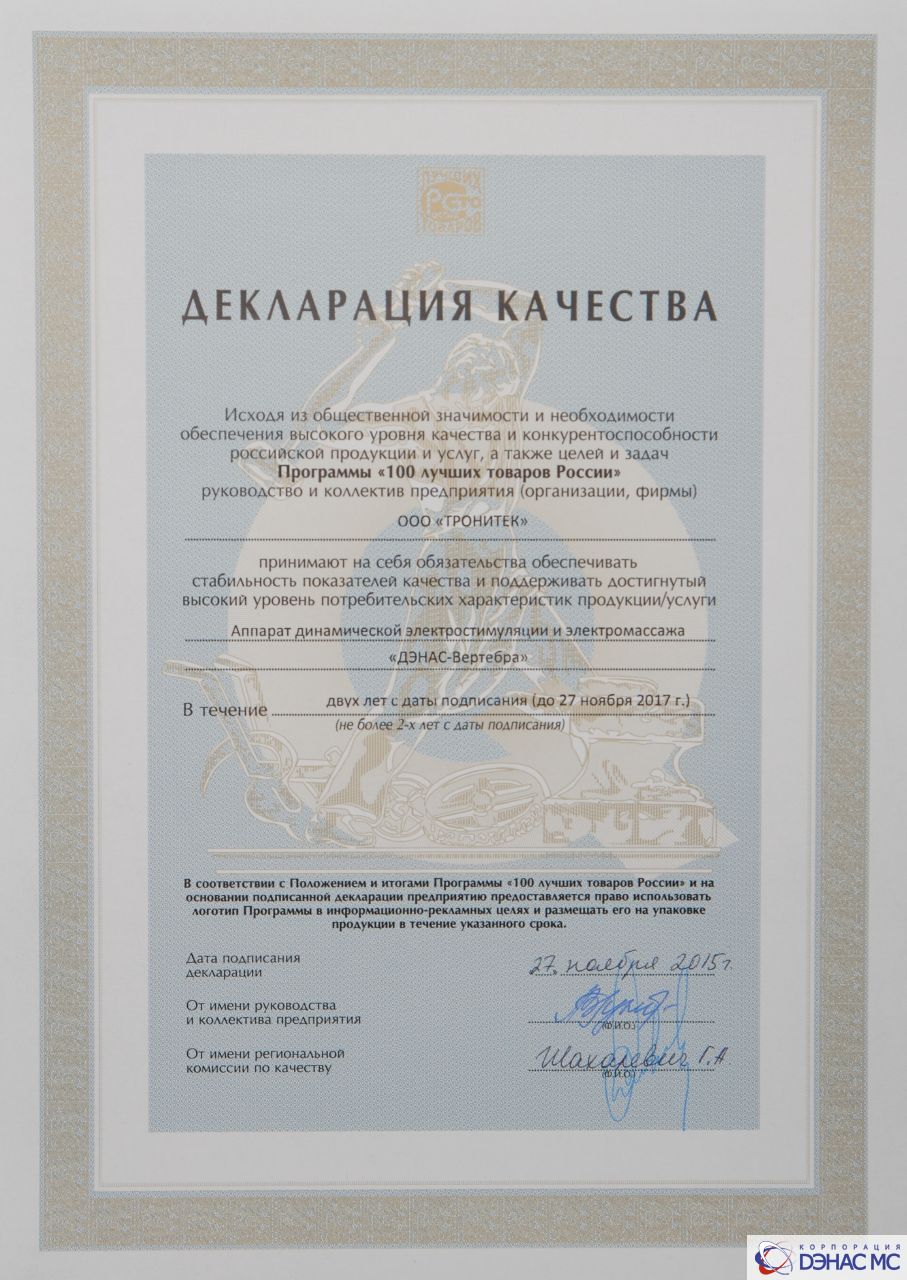 ЛУЧШИХ
СТО
ТОВАРОВ
ДЕКЛАРАЦИЯ КАЧЕСТВА
Исходя из общественной значимости и необходимости
обеспечения высокого уровня качества и конкурентоспособности
российской продукции и услуг, а также целей и задач
Программы «100 лучших товаров России»
руководство и коллектив предприятия (организации, фирмы)
ООО «ТРОНИТЕК»
принимают на себя обязательства обеспечивать
стабильность показателей качества и поддерживать достигнутый
высокий уровень потребительских характеристик продукции/услуги
Аппарат динамической электростимуляции и электромассажа
«ДЭНАС-Вертебра»
В течение двух лет с даты подписания (до 27 ноября 2017 г.)
(не более 2-х лет с даты подписания)
В соответствии с Положением и итогами Программы «100 лучших товаров России» и на
основании подписанной декларации предприятию предоставляется право использовать
логотип Программы в информационно-рекламных целях и размещать его на упаковке
продукции в течение указанного срока.
Дата подписания
декларации
27 ноября 2015г.
От имени руководства
и коллектива предприятия
(Ф.И.О.)
От имени региональной
комиссии по качеству
Шахаревич Г.А
(Ф.И.О.)
КОРПОРАЦИЯ
ДЭНАС МС